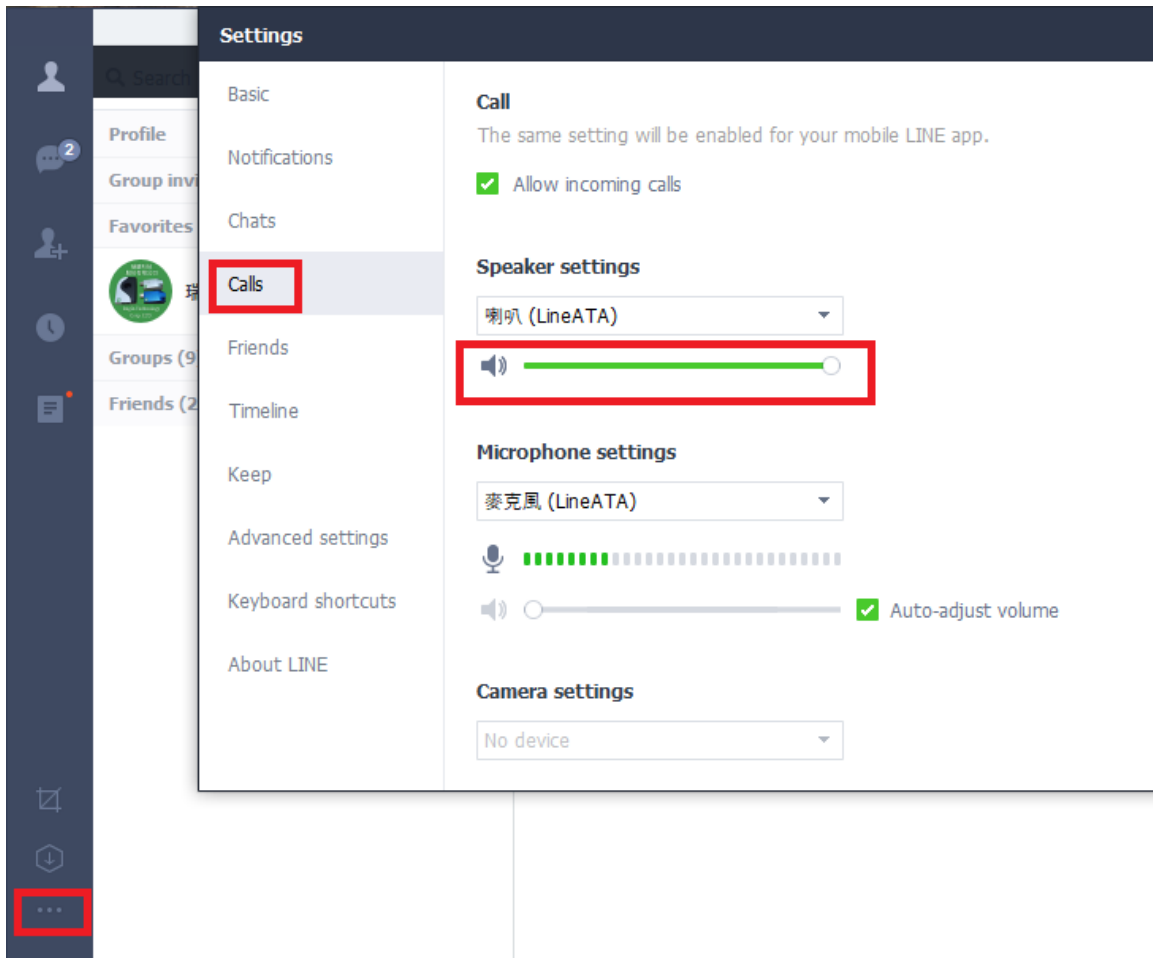 Settings
Search
2
Profile
Group invi
Favorites
瑞
Groups (9
Friends (2
Basic
Notifications
Chats
Calls
Friends
Timeline
Keep
Advanced settings
Keyboard shortcuts
About LINE
Call
The same setting will be enabled for your mobile LINE app.
Allow incoming calls
Speaker settings
喇叭 (LineATA)
Microphone settings
麥克風 (LineATA)
Auto-adjust volume
Camera settings
No device